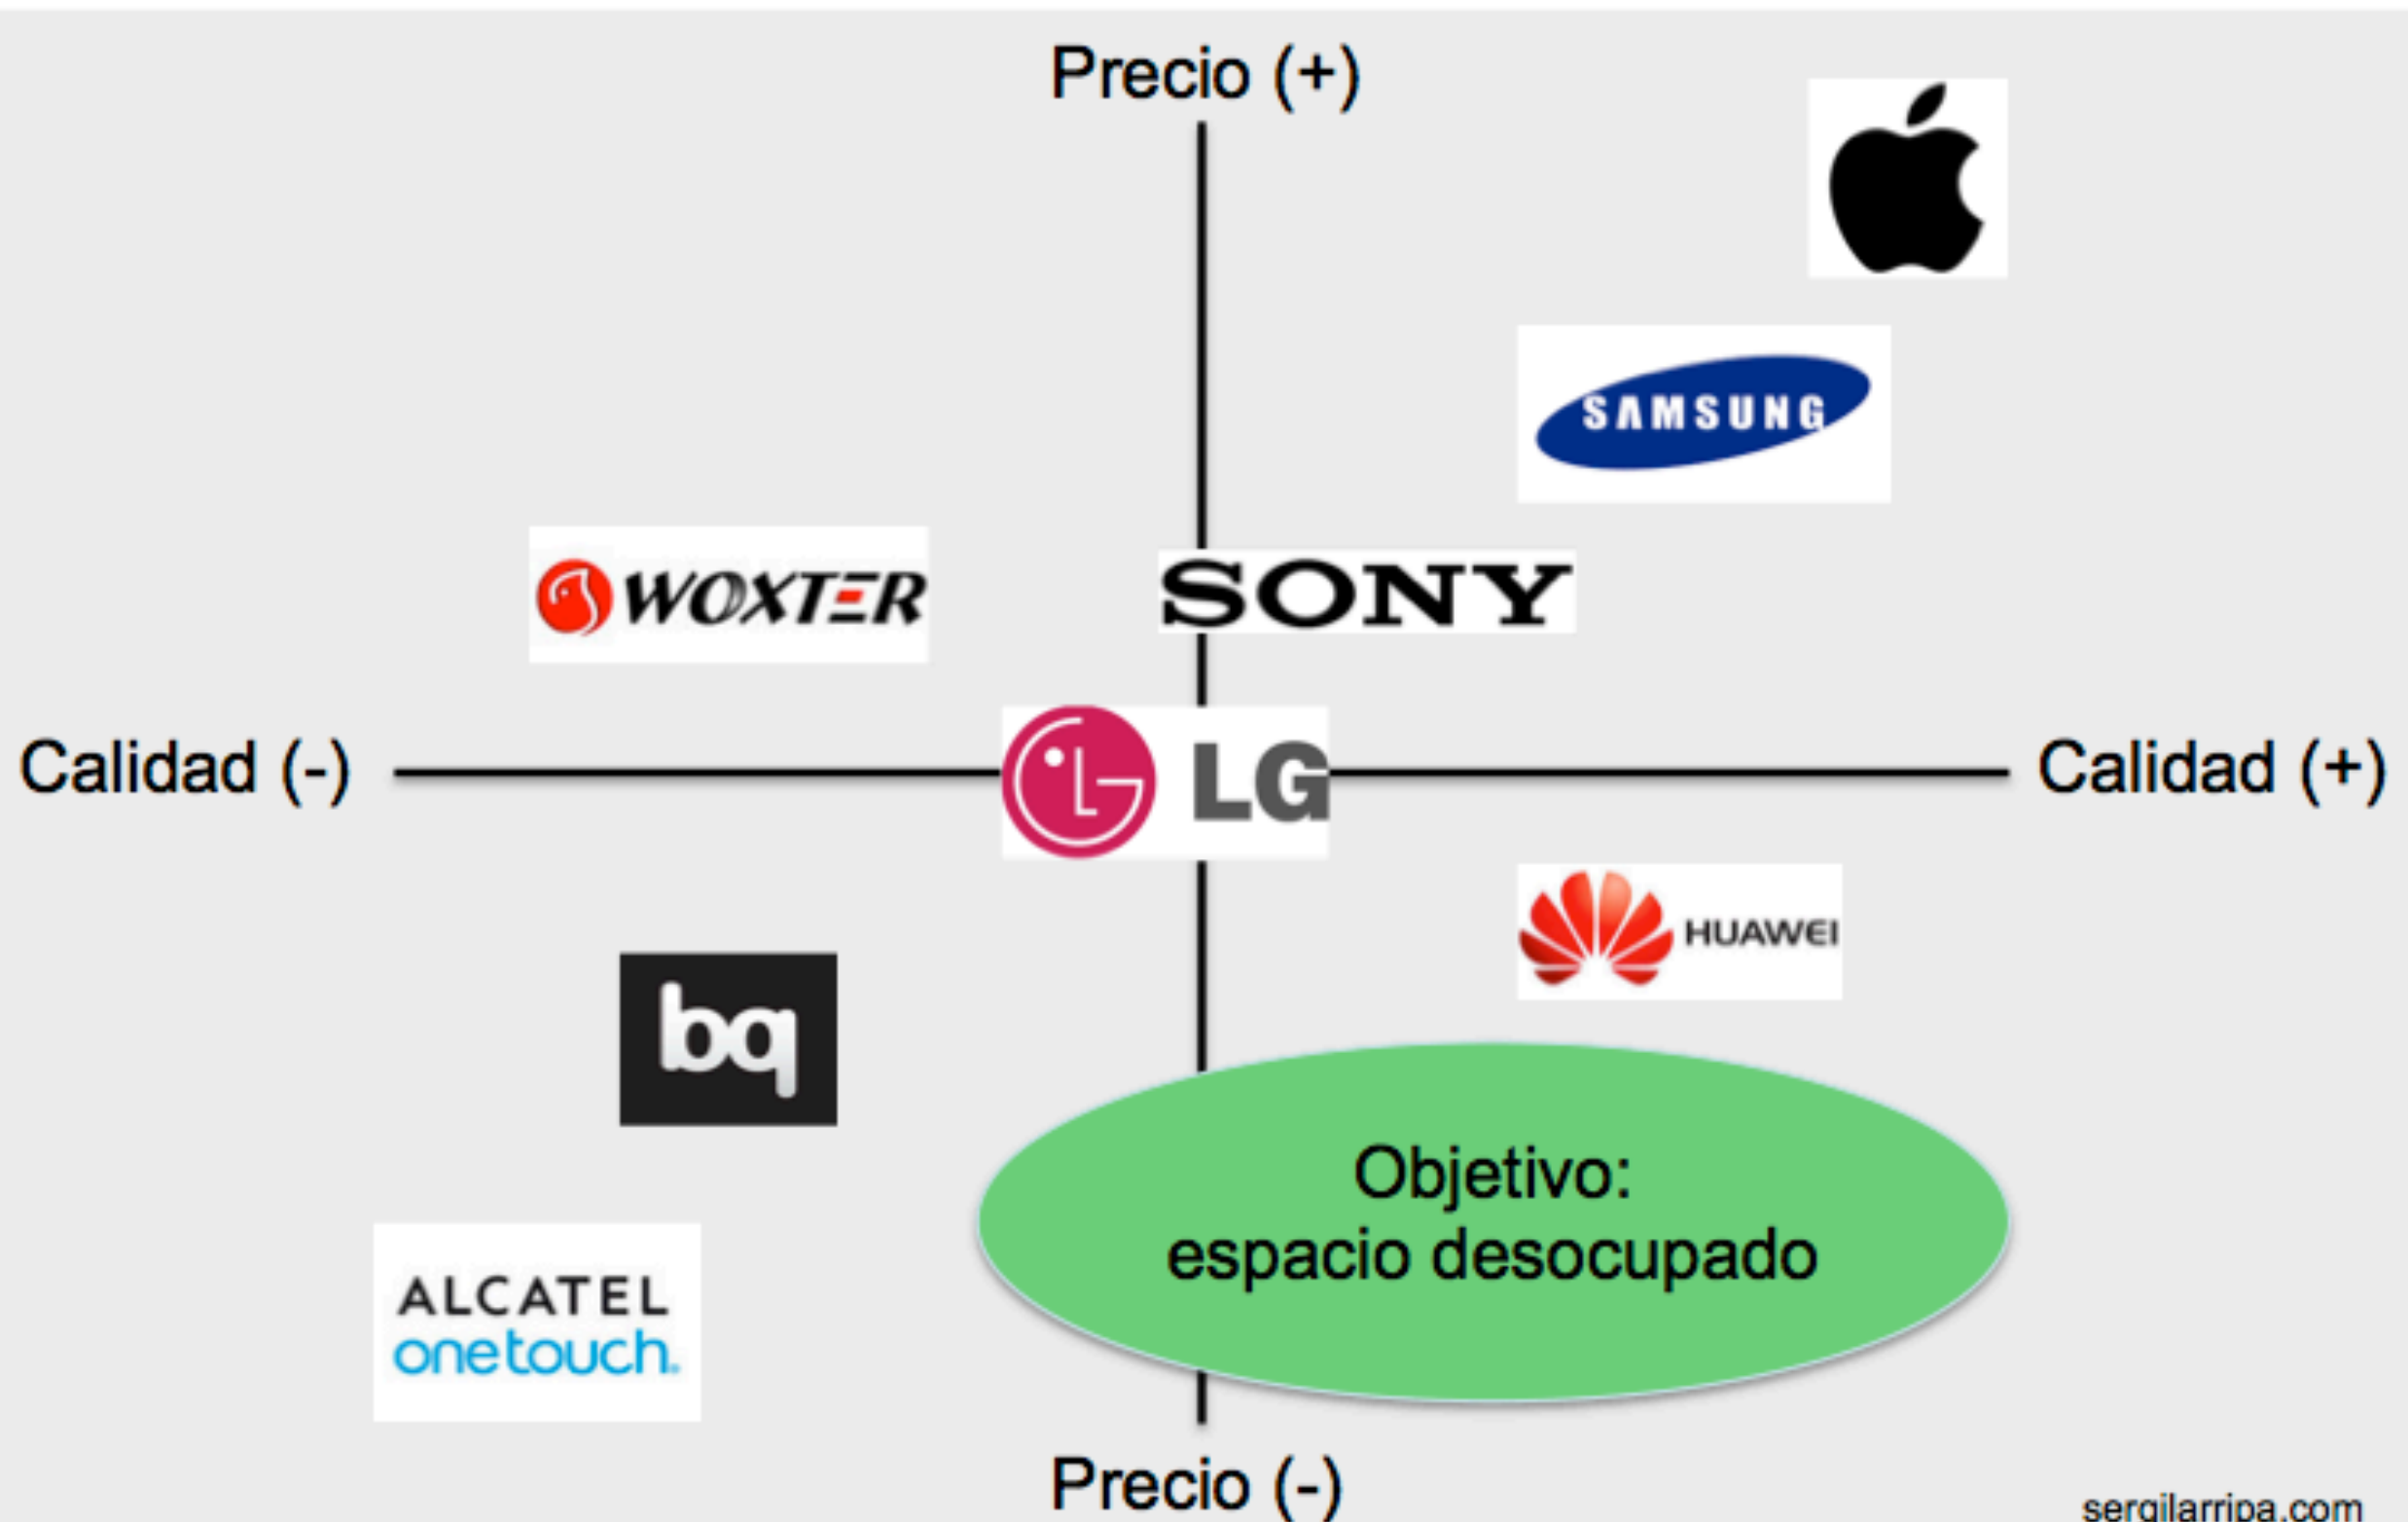 Precio (+)
SAMSUNG
WOXTER
SONY
Calidad (-)
LG
Calidad (+)
HUAWEI
bq
Objetivo:
espacio desocupado
ALCATEL
onetouch.
Precio (-)
sergilarripa.com